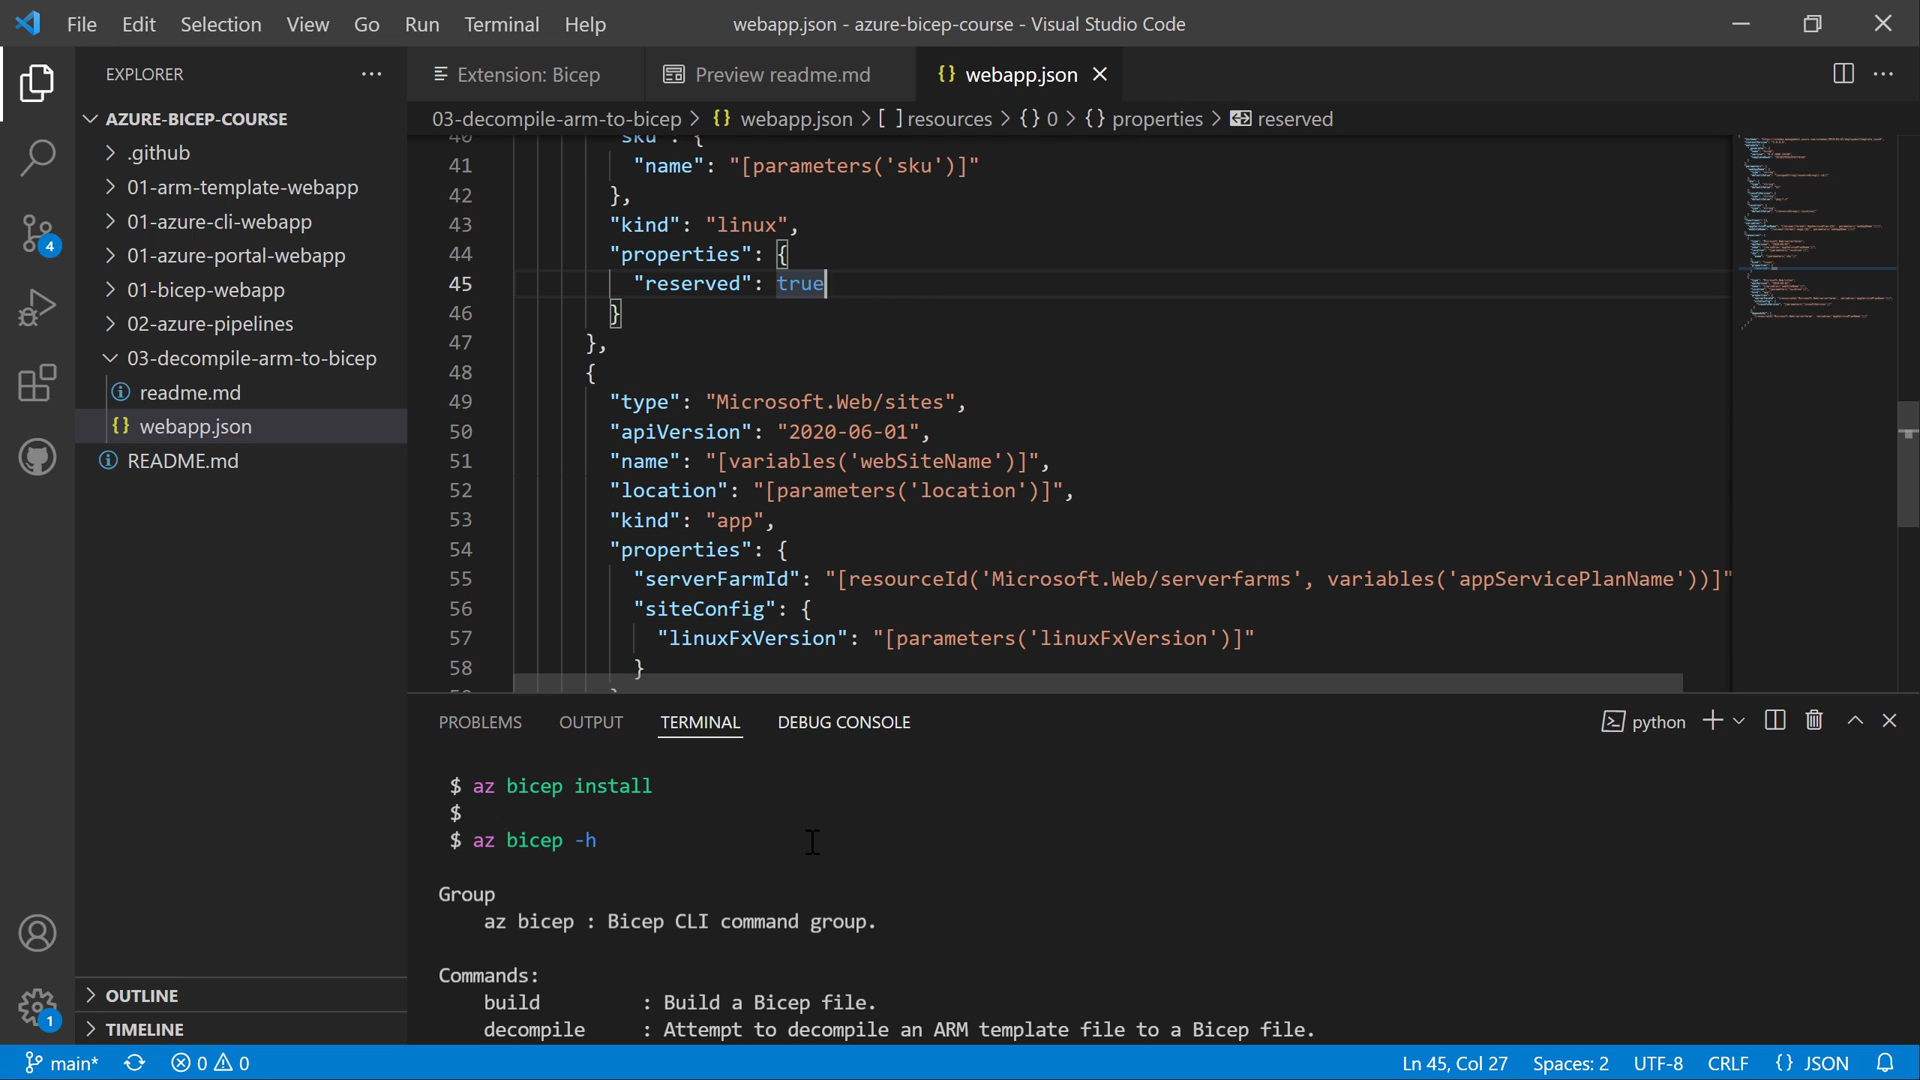 File Edit Selection View Go Run Terminal Help
webapp.json - azure-bicep-course - Visual Studio Code
EXPLORER
AZURE-BICEP-COURSE
.github
01-arm-template-webapp
01-azure-cli-webapp
01-azure-portal-webapp
01-bicep-webapp
02-azure-pipelines
03-decompile-arm-to-bicep
readme.md
webapp.json
README.md
OUTLINE
TIMELINE
4
1
Extension: Bicep
Preview readme.md
{} webapp.json
03-decompile-arm-to-bicep > {} webapp.json > [ ] resources > {} 0 > {} properties > reserved
40 "sku": {
41 "name": "[parameters('sku')]"
42 },
43 "kind": "linux",
44 "properties": {
45 "reserved": true
46 }
47 },
48 {
49 "type": "Microsoft.Web/sites",
50 "apiVersion": "2020-06-01",
51 "name": "[variables('webSiteName')]",
52 "location": "[parameters('location')]",
53 "kind": "app",
54 "properties": {
55 "serverFarmId": "[resourceId('Microsoft.Web/serverfarms', variables('appServicePlanName'))]"
56 "siteConfig": {
57 "linuxFxVersion": "[parameters('linuxFxVersion')]"
58 }
PROBLEMS OUTPUT TERMINAL DEBUG CONSOLE
python
$ az bicep install
$
$ az bicep -h
Group
az bicep : Bicep CLI command group.
Commands:
build : Build a Bicep file.
decompile : Attempt to decompile an ARM template file to a Bicep file.
main* 0 0
Ln 45, Col 27 Spaces: 2 UTF-8 CRLF {} JSON